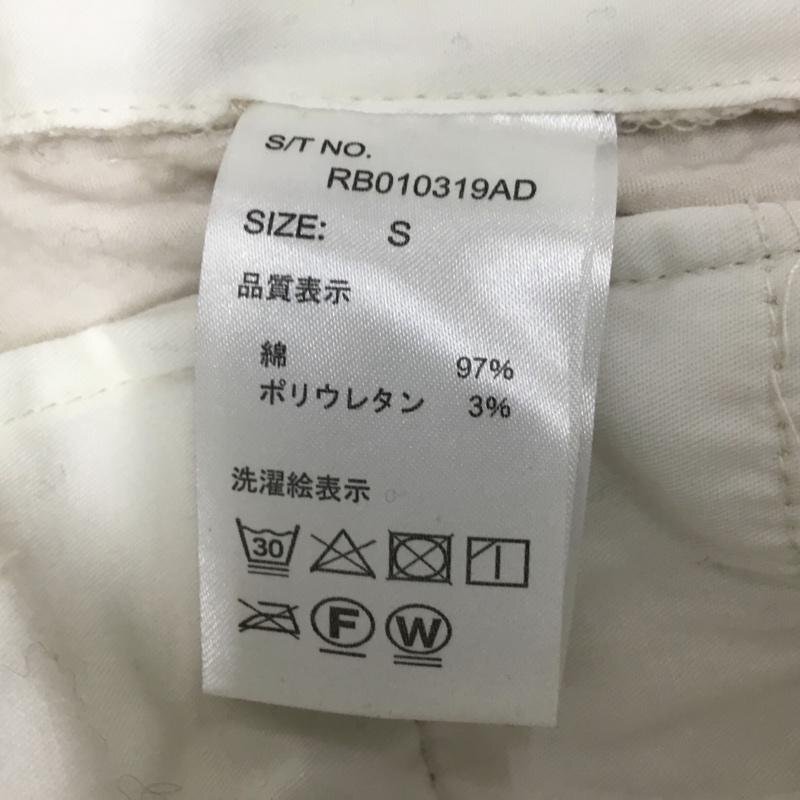 S/T NO.
RB010319AD
SIZE: S
品質表示
綿 97%
ポリウレタン 3%
洗濯絵表示
30
F W